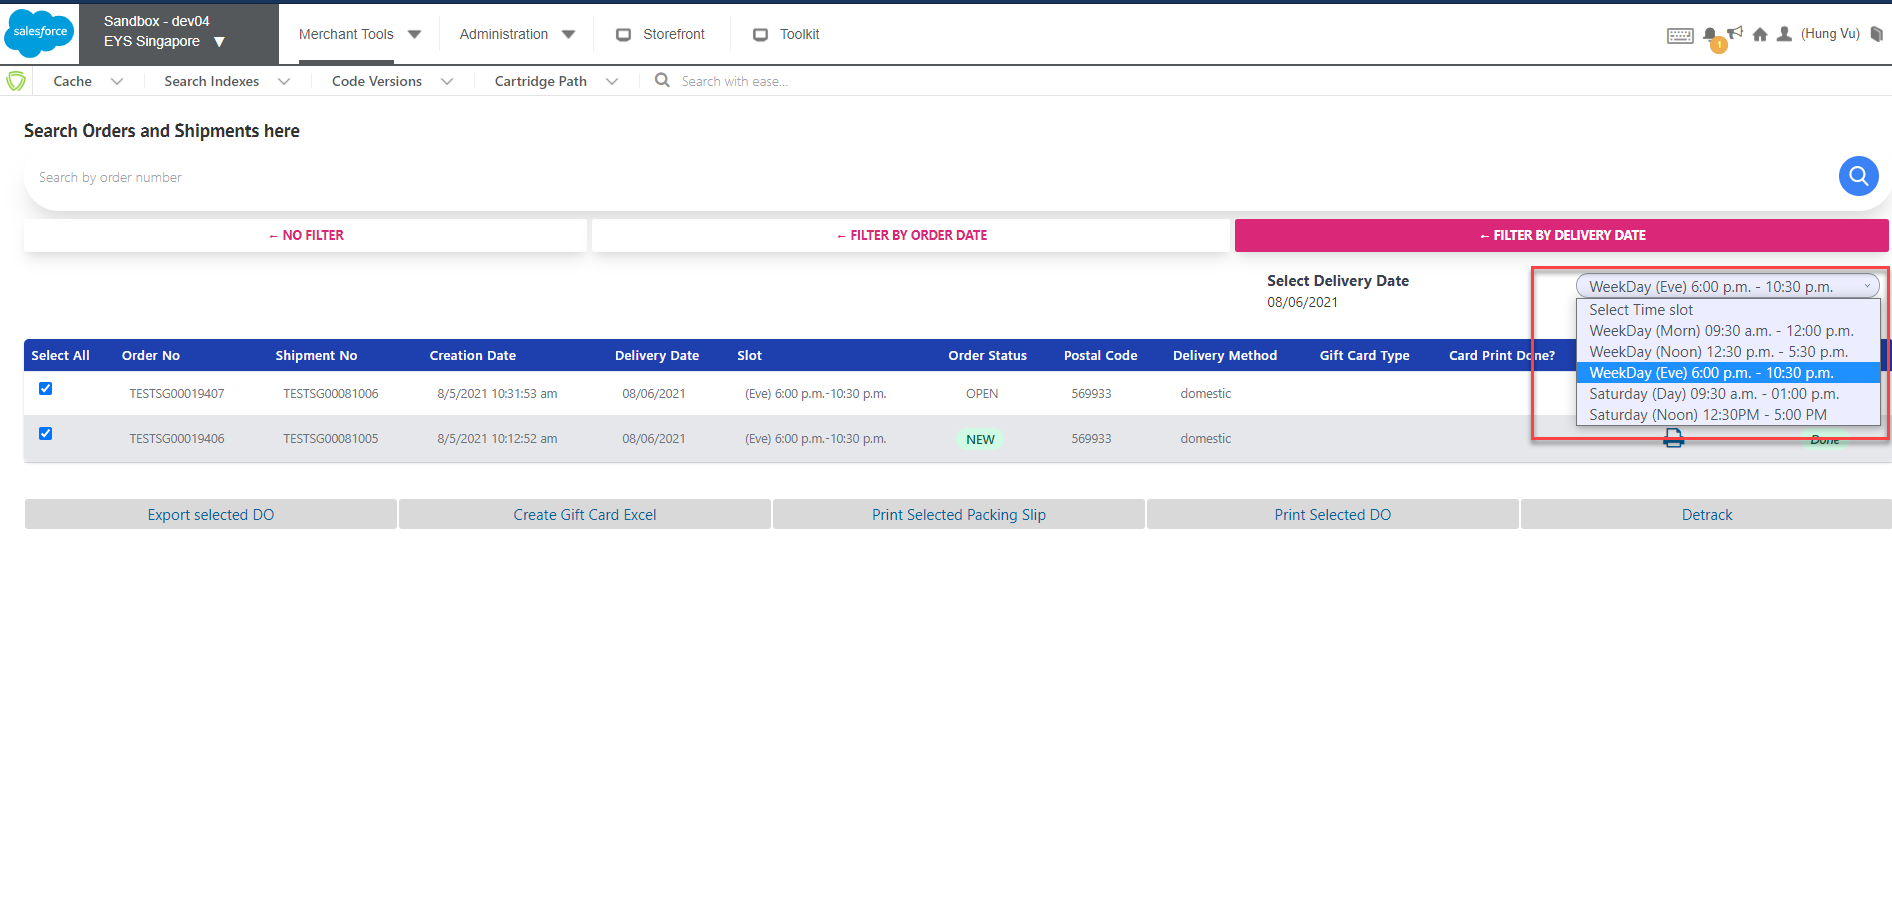 salesforce
Sandbox - dev04
EYS Singapore
Merchant Tools
Administration
Storefront
Toolkit
1
(Hung Vu)
Cache
Search Indexes
Code Versions
Cartridge Path
Search with ease...
Search Orders and Shipments here
Search by order number
← NO FILTER
← FILTER BY ORDER DATE
← FILTER BY DELIVERY DATE
Select Delivery Date
08/06/2021
WeekDay (Eve) 6:00 p.m. - 10:30 p.m.
Select Time slot
WeekDay (Morn) 09:30 a.m. - 12:00 p.m.
WeekDay (Noon) 12:30 p.m. - 5:30 p.m.
WeekDay (Eve) 6:00 p.m. - 10:30 p.m.
Saturday (Day) 09:30 a.m. - 01:00 p.m.
Saturday (Noon) 12:30PM - 5:00 PM
Select All Order No Shipment No Creation Date Delivery Date Slot Order Status Postal Code Delivery Method Gift Card Type Card Print Done?
TESTSG00019407 TESTSG00081006 8/5/2021 10:31:53 am 08/06/2021 (Eve) 6:00 p.m.-10:30 p.m. OPEN 569933 domestic
TESTSG00019406 TESTSG00081005 8/5/2021 10:12:52 am 08/06/2021 (Eve) 6:00 p.m.-10:30 p.m. NEW 569933 domestic Done
Export selected DO
Create Gift Card Excel
Print Selected Packing Slip
Print Selected DO
Detrack